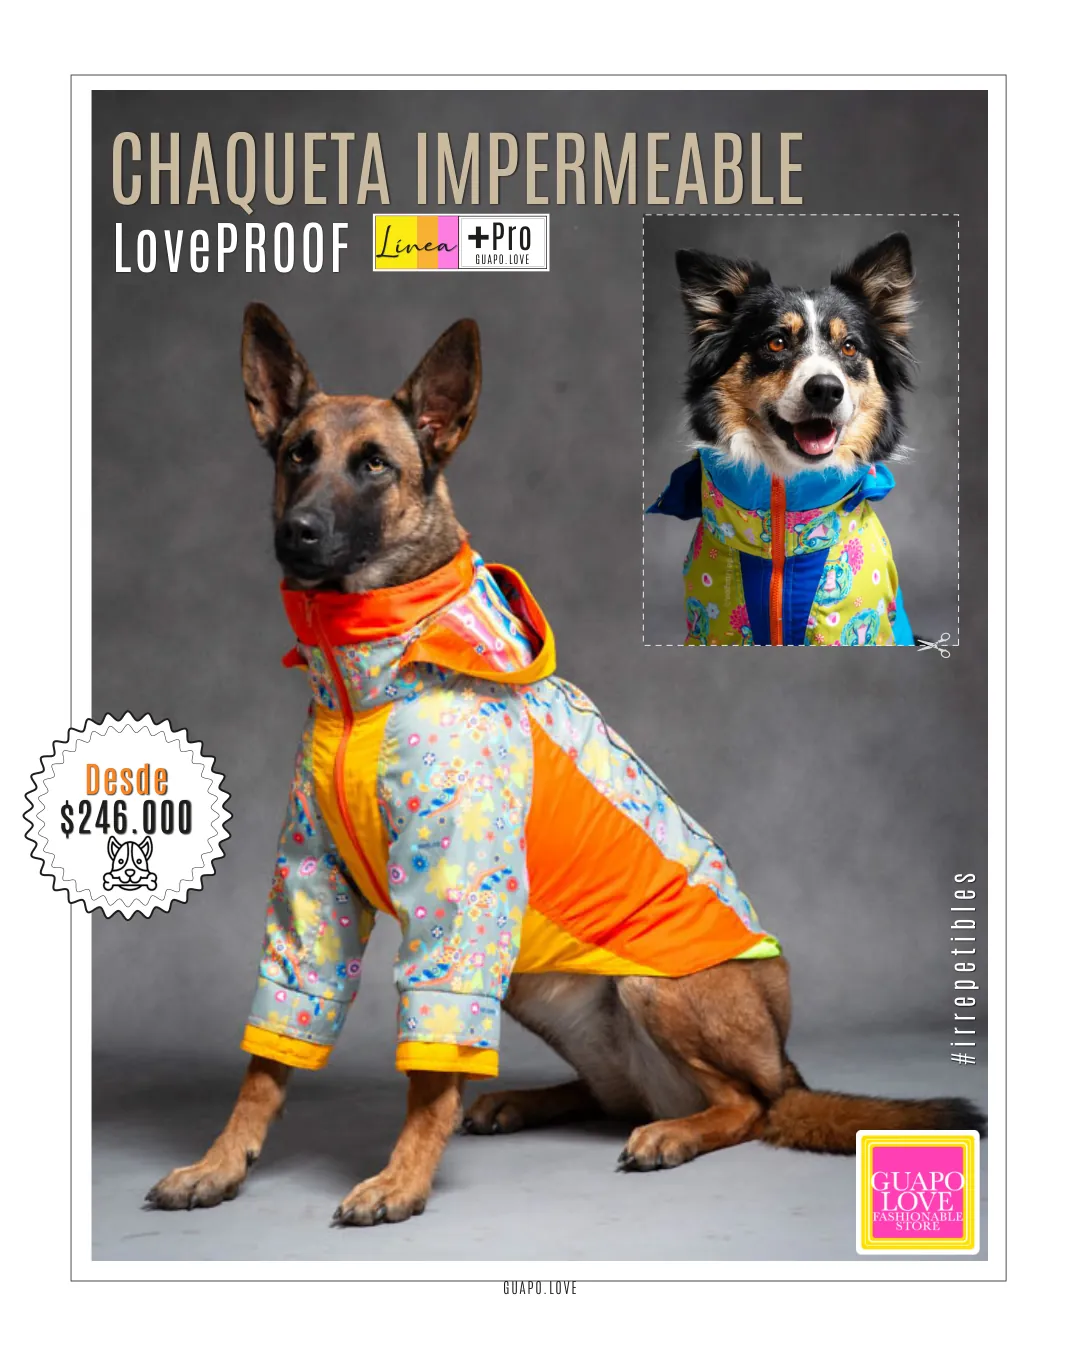 CHAQUETA IMPERMEABLE
LovePROOF
Línea
+Pro
GUAPO.LOVE
Desde
$246.000
#irrepetibles
GUAPO
LOVE
FASHIONABLE
STORE
GUAPO.LOVE